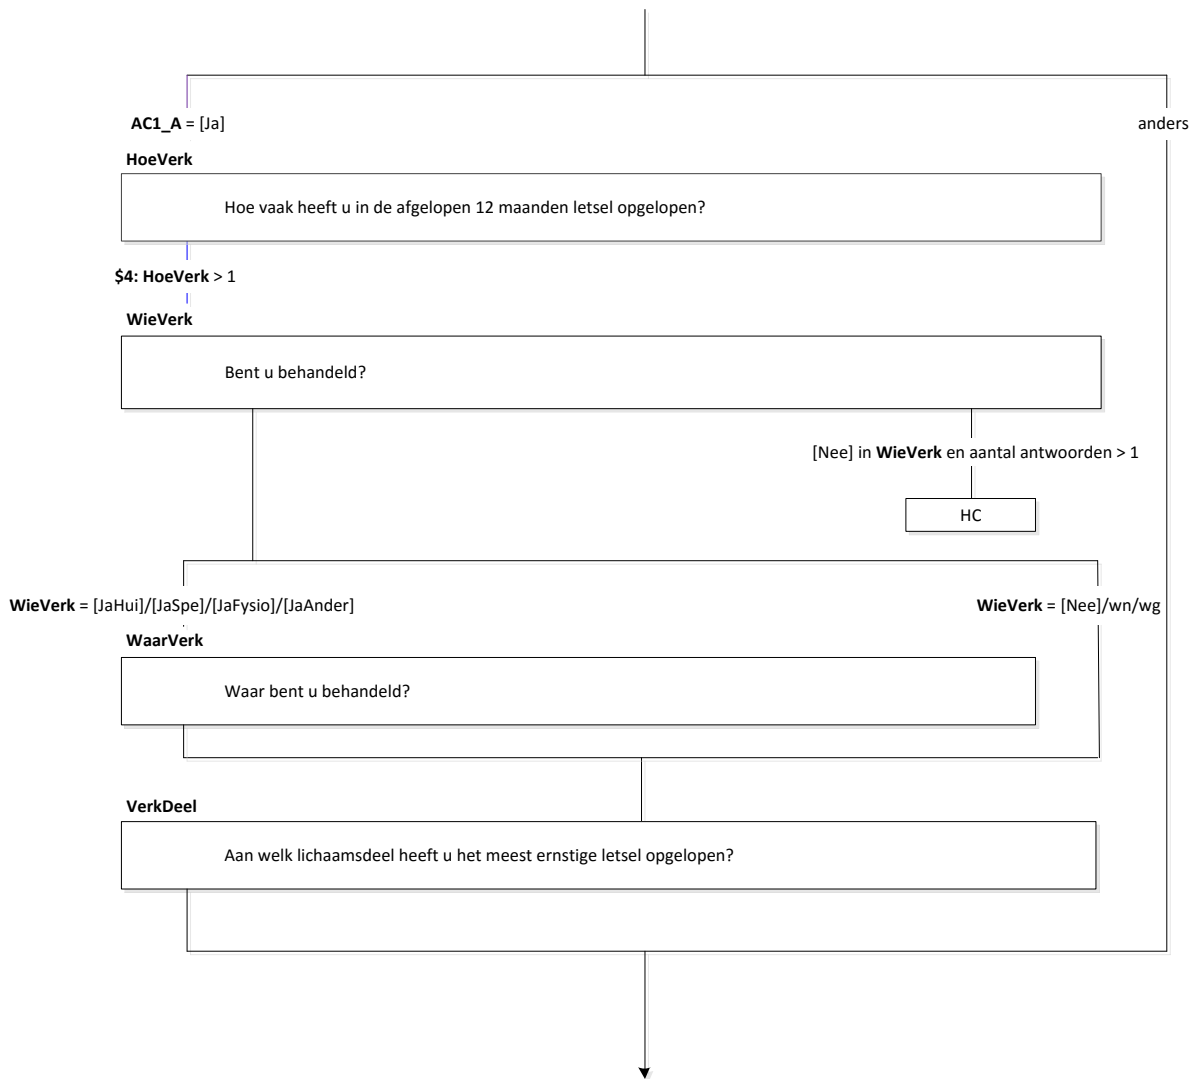 AC1_A = [Ja]
anders
HoeVerk
Hoe vaak heeft u in de afgelopen 12 maanden letsel opgelopen?
$4: HoeVerk > 1
WieVerk
Bent u behandeld?
[Nee] in WieVerk en aantal antwoorden > 1
HC
WieVerk = [JaHui]/[JaSpe]/[JaFysio]/[JaAnder]
WieVerk = [Nee]/wn/wg
WaarVerk
Waar bent u behandeld?
VerkDeel
Aan welk lichaamsdeel heeft u het meest ernstige letsel opgelopen?